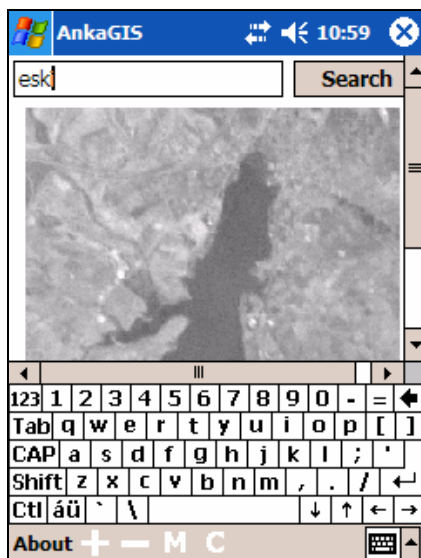 AnkaGIS 10:59
esk Search
123 1 2 3 4 5 6 7 8 9 0 - =
Tab q w e r t y u i o p [ ]
CAP a s d f g h j k l ; '
Shift z x c v b n m , . /
Ctl áü ` \
About + − M C